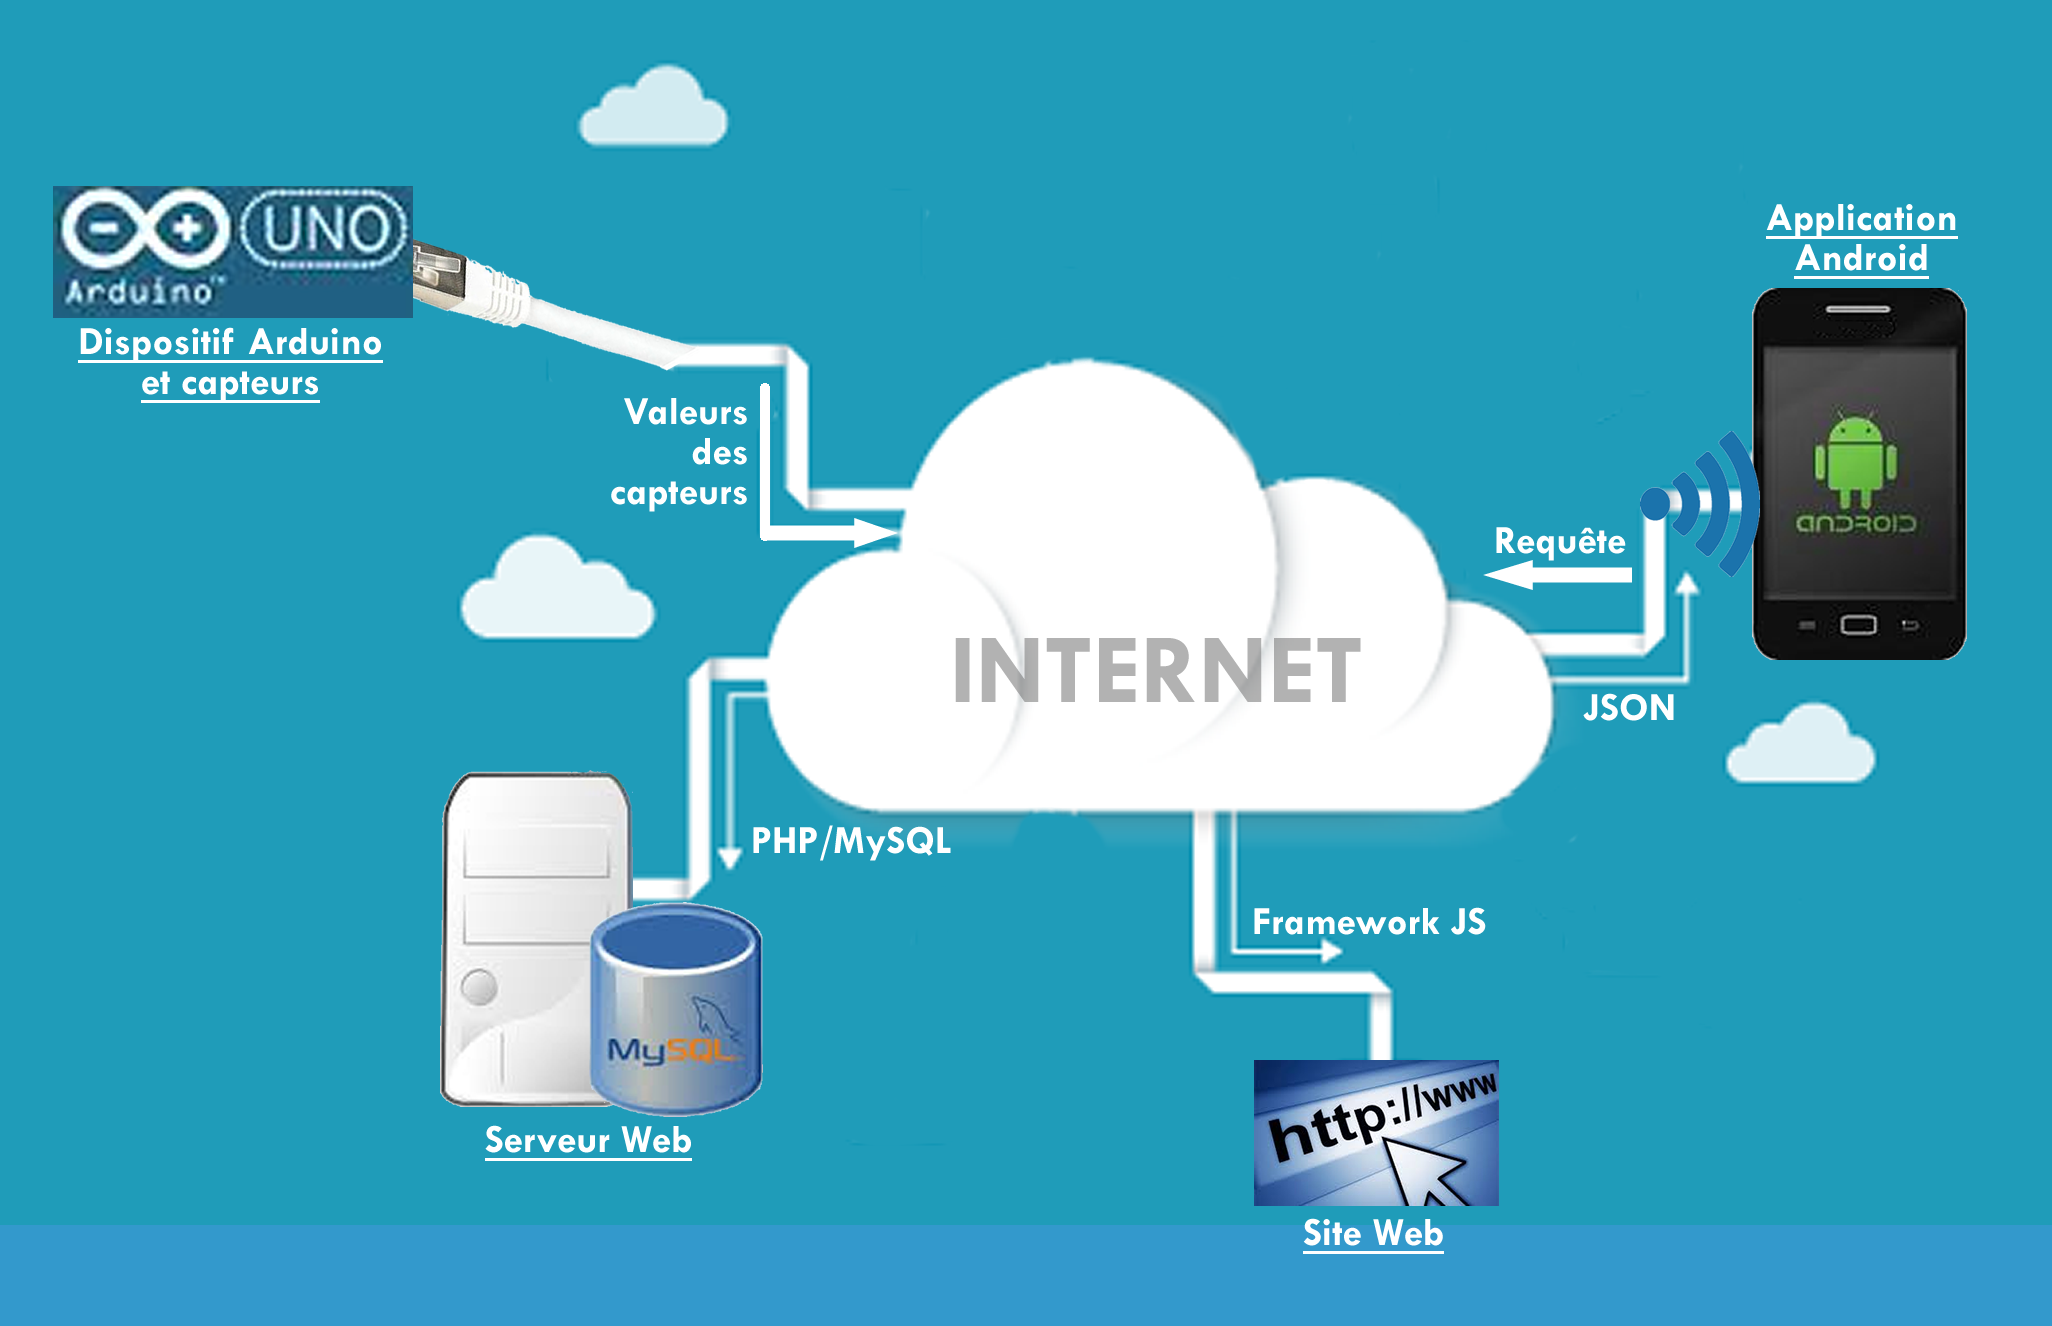 UNO
Arduino™
Dispositif Arduino
et capteurs
Valeurs
des
capteurs
Application
Android
ANDROID
Requête
JSON
INTERNET
PHP/MySQL
MySQL
Serveur Web
Framework JS
http://www
Site Web